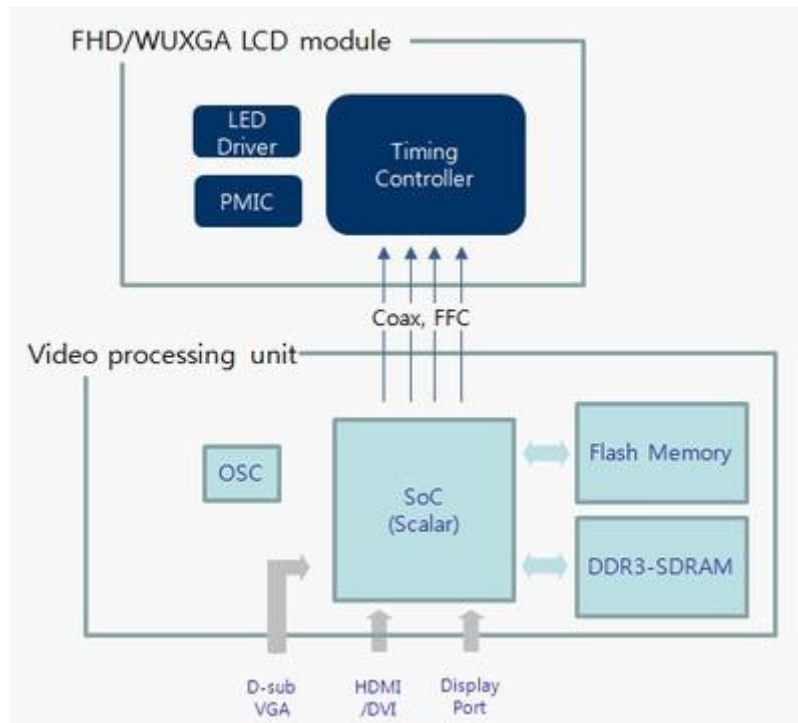 FHD/WUXGA LCD module
LED
Driver
Timing
Controller
PMIC
Coax, FFC
Video processing unit
OSC
SoC
(Scalar)
Flash Memory
DDR3-SDRAM
D-sub
VGA
HDMI
/DVI
Display
Port